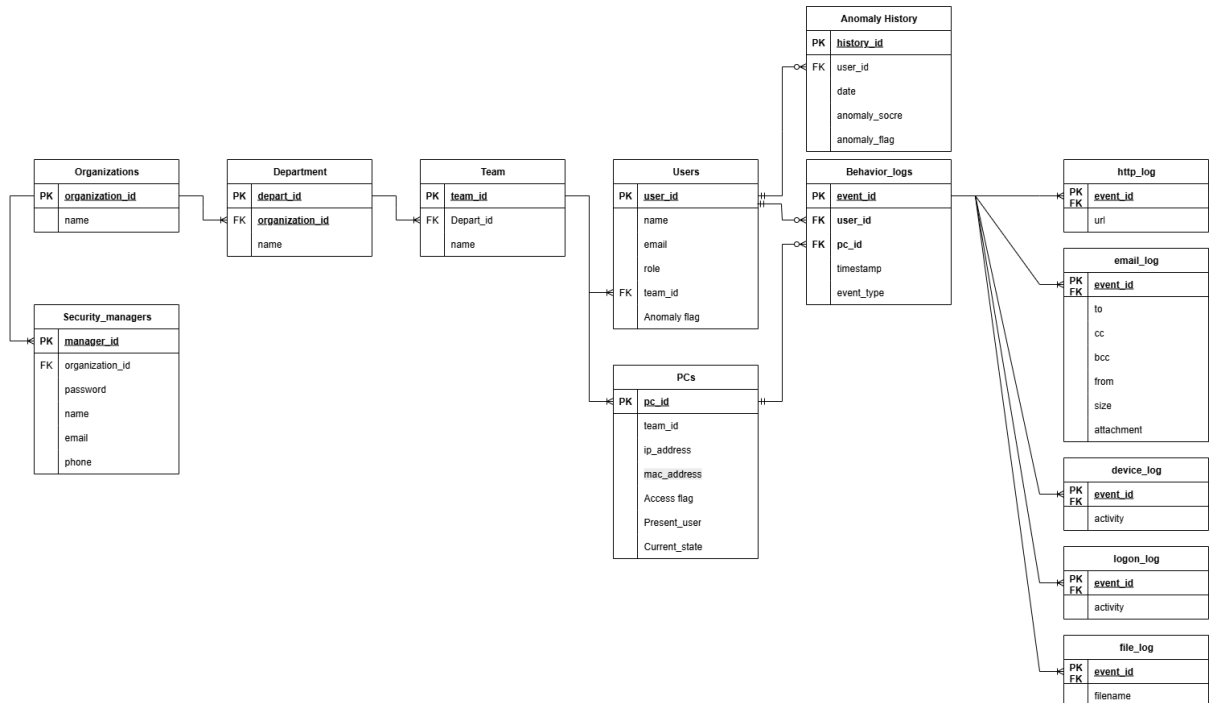 Anomaly History
PK history_id
FK user_id
date
anomaly_socre
anomaly_flag
Organizations
PK organization_id
name
Department
PK depart_id
FK organization_id
name
Team
PK team_id
FK Depart_id
name
Users
PK user_id
name
email
role
FK team_id
Anomaly flag
Behavior_logs
PK event_id
FK user_id
FK pc_id
timestamp
event_type
http_log
PK
FK event_id
url
email_log
PK
FK event_id
to
cc
bcc
from
size
attachment
Security_managers
PK manager_id
FK organization_id
password
name
email
phone
PCs
PK pc_id
team_id
ip_address
mac_address
Access flag
Present_user
Current_state
device_log
PK
FK event_id
activity
logon_log
PK
FK event_id
activity
file_log
PK
FK event_id
filename